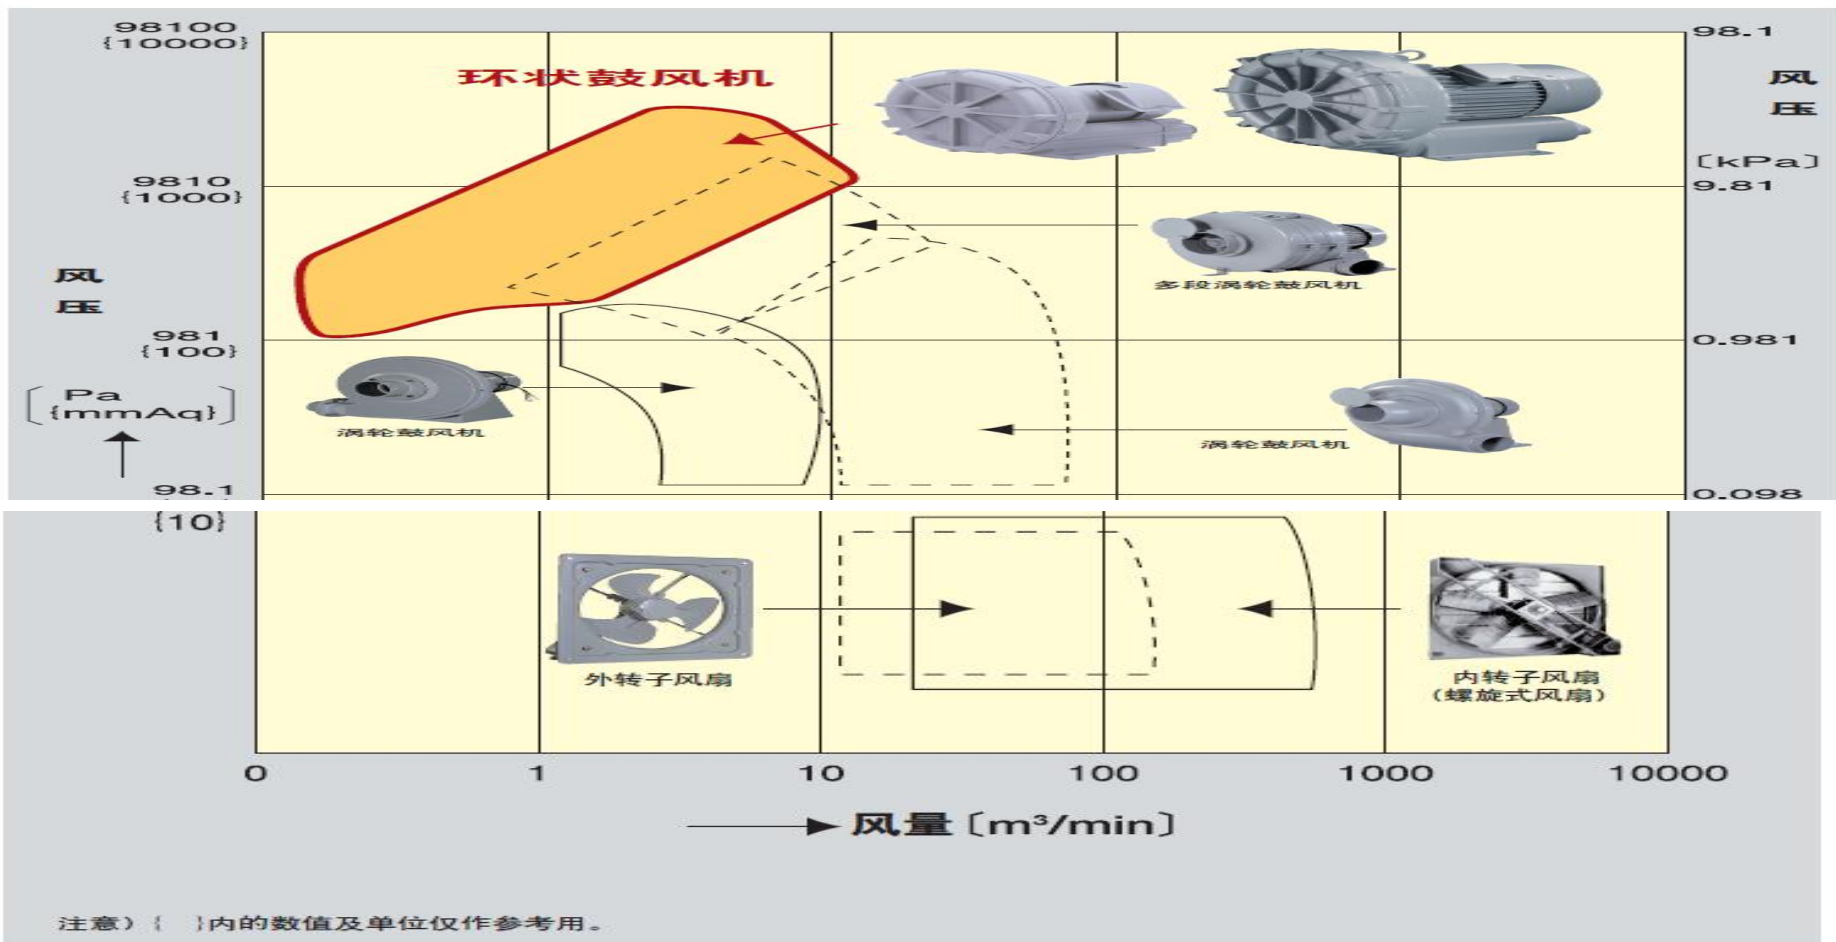 98100
{10000}
98.1
环状鼓风机
风
压
〔kPa〕
9810
{1000}
9.81
风
压
多段涡轮鼓风机
981
{100}
0.981
〔Pa
{mmAq}〕
涡轮鼓风机
涡轮鼓风机
98.1
{10}
0.098
外转子风扇
内转子风扇
(螺旋式风扇)
0 1 10 100 1000 10000
风量〔m³/min〕
注意) { }内的数值及单位仅作参考用。